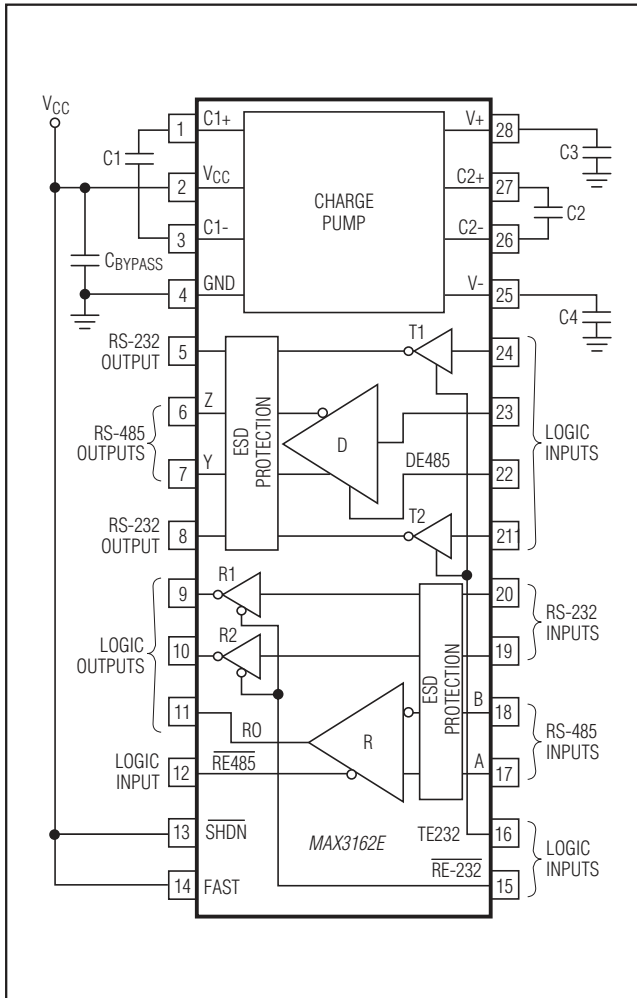 VCC
1
C1+
V+
28
C1
C3
2
VCC
CHARGE
PUMP
C2+
27
C2
3
C1-
C2-
26
CBYPASS
4
GND
V-
25
C4
RS-232
OUTPUT
5
T1
24
6
Z
ESD
PROTECTION
D
23
RS-485
OUTPUTS
LOGIC
INPUTS
7
Y
DE485
22
RS-232
OUTPUT
8
T2
211
9
R1
20
RS-232
INPUTS
LOGIC
OUTPUTS
10
R2
19
ESD
PROTECTION
11
RO
R
B
18
RS-485
INPUTS
LOGIC
INPUT
12
RE485
A
17
13
SHDN
MAX3162E
TE232
16
LOGIC
INPUTS
14
FAST
RE-232
15